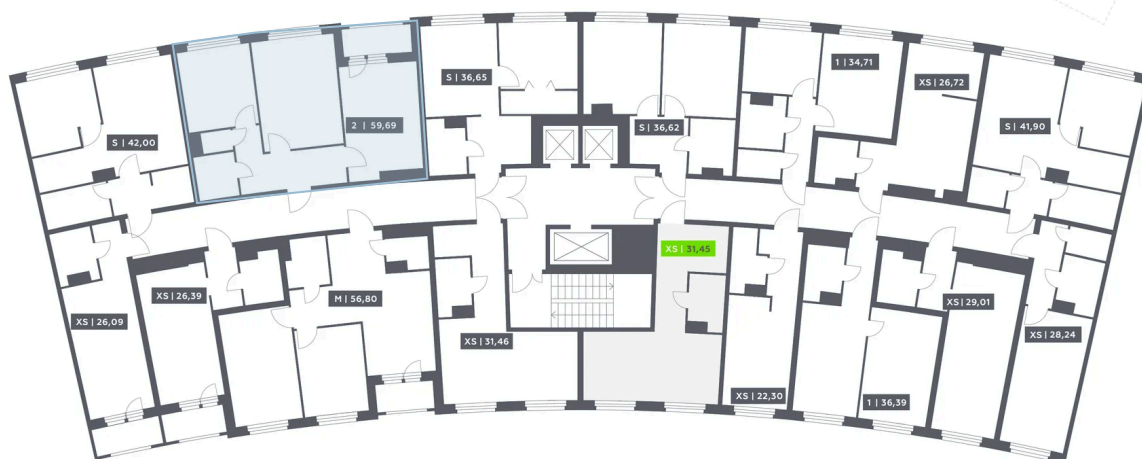 S | 42,00
2 | 59,69
S | 36,65
S | 36,62
1 | 34,71
XS | 26,72
S | 41,90
XS | 26,09
XS | 26,39
M | 56,80
XS | 31,46
XS | 31,45
XS | 22,30
1 | 36,39
XS | 29,01
XS | 28,24